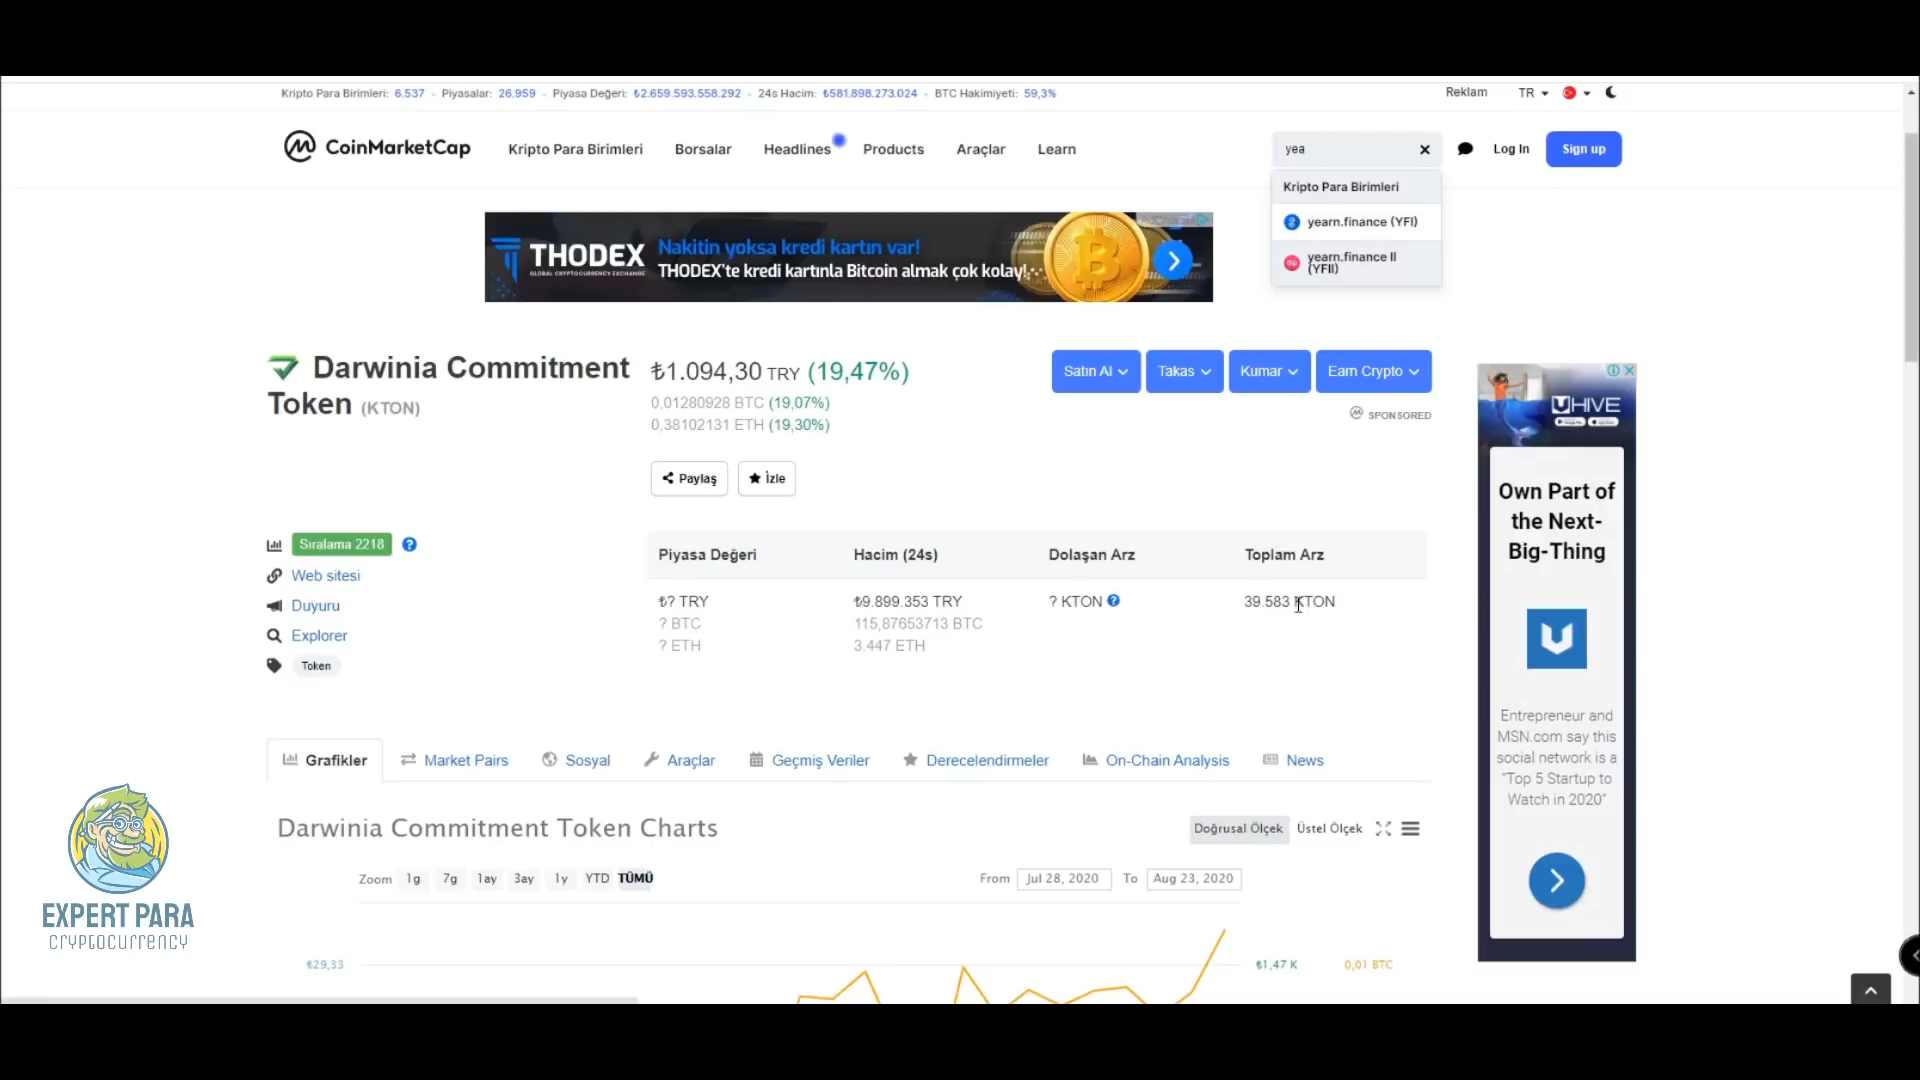 Kripto Para Birimleri: 6.537 • Piyasalar: 26.959 • Piyasa Değeri: ₺2.659.593.558.292 • 24s Hacim: ₺581.898.273.024 • BTC Hakimiyeti: 59,3%
Reklam TR
CoinMarketCap Kripto Para Birimleri Borsalar Headlines Products Araçlar Learn
yea
Log In Sign up
Kripto Para Birimleri
yearn.finance (YFI)
yearn.finance II
(YFII)
THODEX
GLOBAL CRYPTOCURRENCY EXCHANGE
Nakitin yoksa kredi kartın var!
THODEX'te kredi kartınla Bitcoin almak çok kolay!
Darwinia Commitment
Token (KTON)
₺1.094,30 TRY (19,47%)
0,01280928 BTC (19,07%)
0,38102131 ETH (19,30%)
Satın Al Takas Kumar Earn Crypto
SPONSORED
Paylaş İzle
Sıralama 2218
Web sitesi
Duyuru
Explorer
Token
Piyasa Değeri Hacim (24s) Dolaşan Arz Toplam Arz
₺? TRY ₺9.899.353 TRY ? KTON 39.583 KTON
? BTC 115,87653713 BTC
? ETH 3.447 ETH
UHIVE
Own Part of
the Next-
Big-Thing
Entrepreneur and
MSN.com say this
social network is a
"Top 5 Startup to
Watch in 2020"
Grafikler Market Pairs Sosyal Araçlar Geçmiş Veriler Derecelendirmeler On-Chain Analysis News
Darwinia Commitment Token Charts
Doğrusal Ölçek Üstel Ölçek
Zoom 1g 7g 1ay 3ay 1y YTD TÜMÜ
From Jul 28, 2020 To Aug 23, 2020
₺29,33 ₺1,47 K 0,01 BTC
EXPERT PARA
CRYPTOCURRENCY